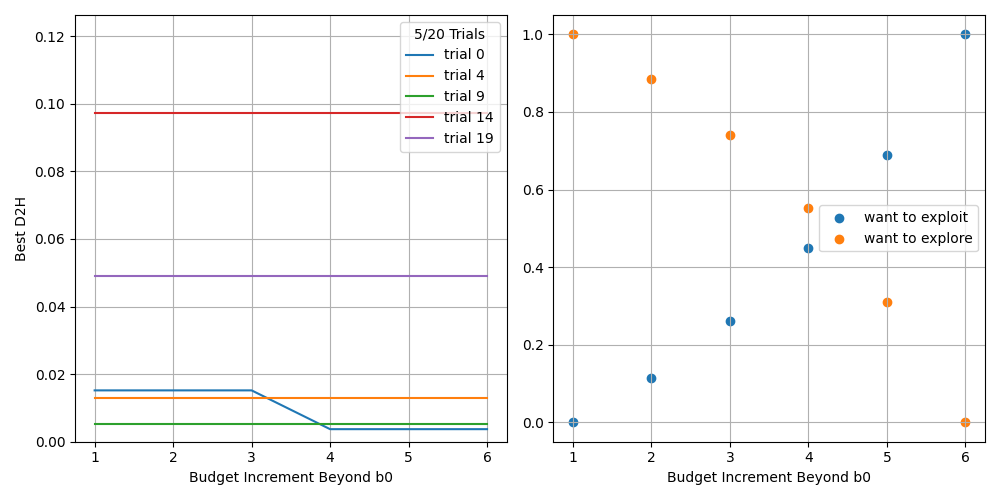 0.12
0.10
0.08
0.06
0.04
0.02
0.00
Best D2H
1 2 3 4 5 6
Budget Increment Beyond b0
5/20 Trials
trial 0
trial 4
trial 9
trial 14
trial 19
1.0
0.8
0.6
0.4
0.2
0.0
1 2 3 4 5 6
Budget Increment Beyond b0
want to exploit
want to explore